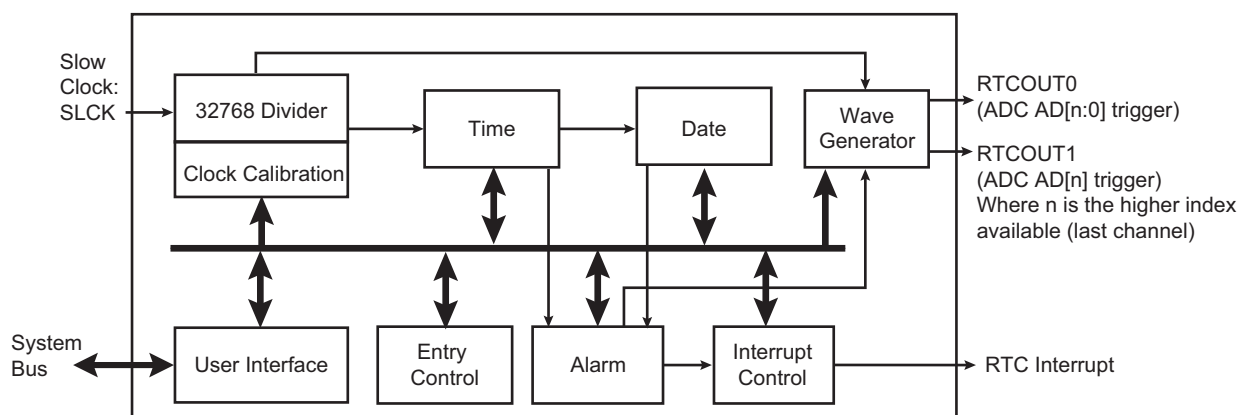 Slow
Clock:
SLCK
32768 Divider
Clock Calibration
Time
Date
Wave
Generator
RTCOUT0
(ADC AD[n:0] trigger)
RTCOUT1
(ADC AD[n] trigger)
Where n is the higher index
available (last channel)
System
Bus
User Interface
Entry
Control
Alarm
Interrupt
Control
RTC Interrupt